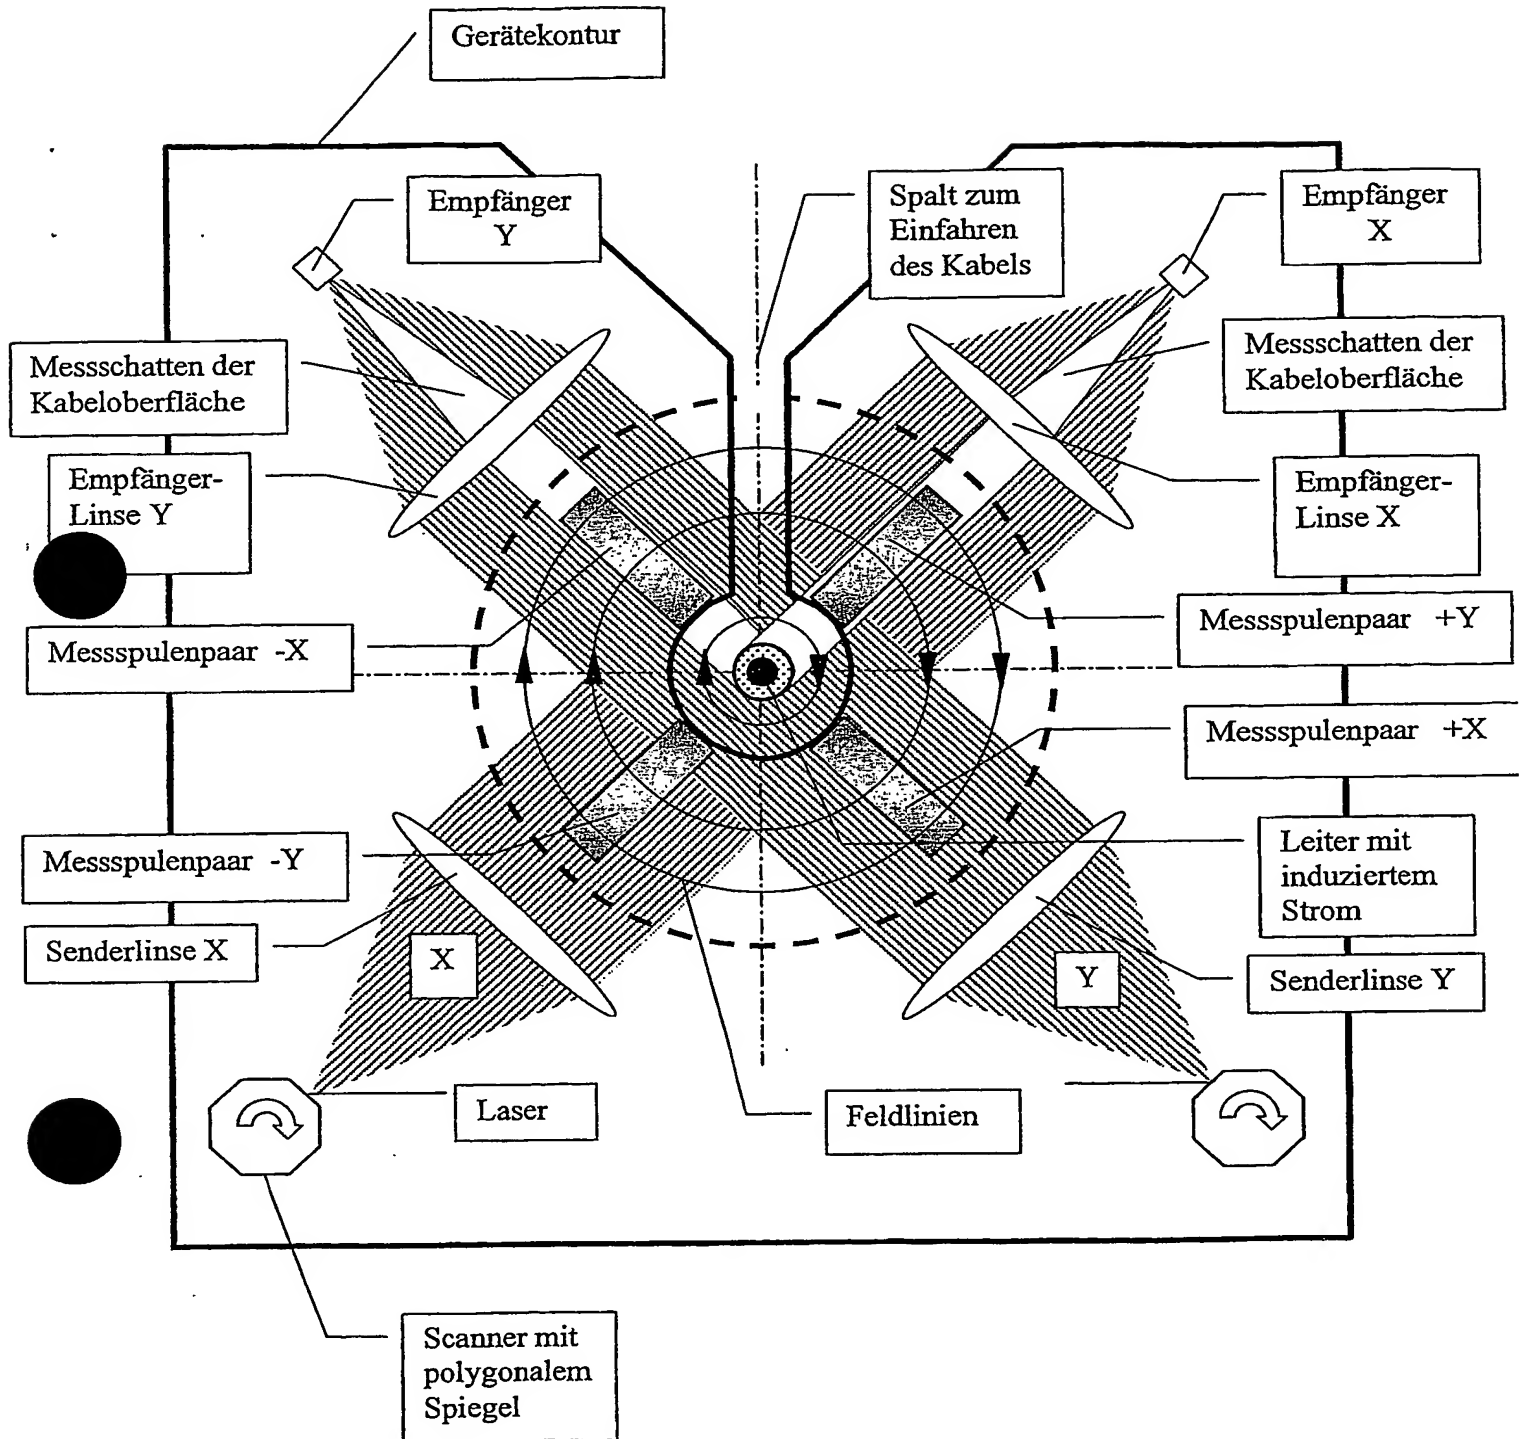 Gerätekontur
Empfänger
Y
Spalt zum
Einfahren
des Kabels
Empfänger
X
Messschatten der
Kabeloberfläche
Messschatten der
Kabeloberfläche
Empfänger-
Linse Y
Empfänger-
Linse X
Messspulenpaar -X
Messspulenpaar +Y
Messspulenpaar +X
Messspulenpaar -Y
Leiter mit
induziertem
Strom
Senderlinse X
X
Y
Senderlinse Y
Laser
Feldlinien
Scanner mit
polygonalem
Spiegel